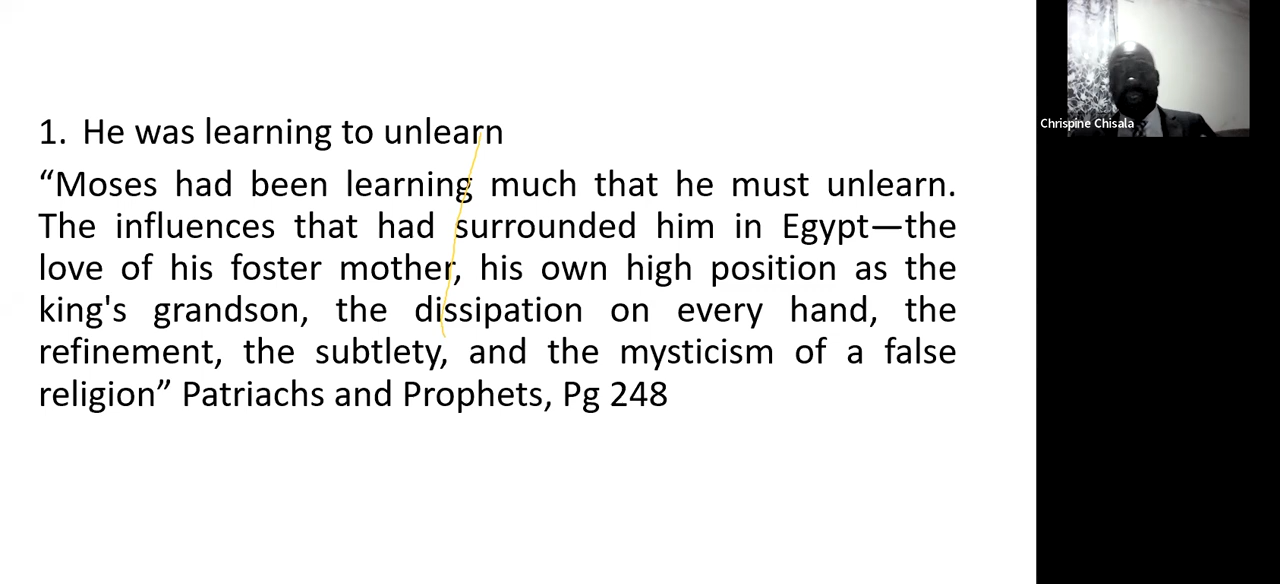 1. He was learning to unlearn
“Moses had been learning much that he must unlearn.
The influences that had surrounded him in Egypt—the
love of his foster mother, his own high position as the
king's grandson, the dissipation on every hand, the
refinement, the subtlety, and the mysticism of a false
religion” Patriachs and Prophets, Pg 248
Chrispine Chisala